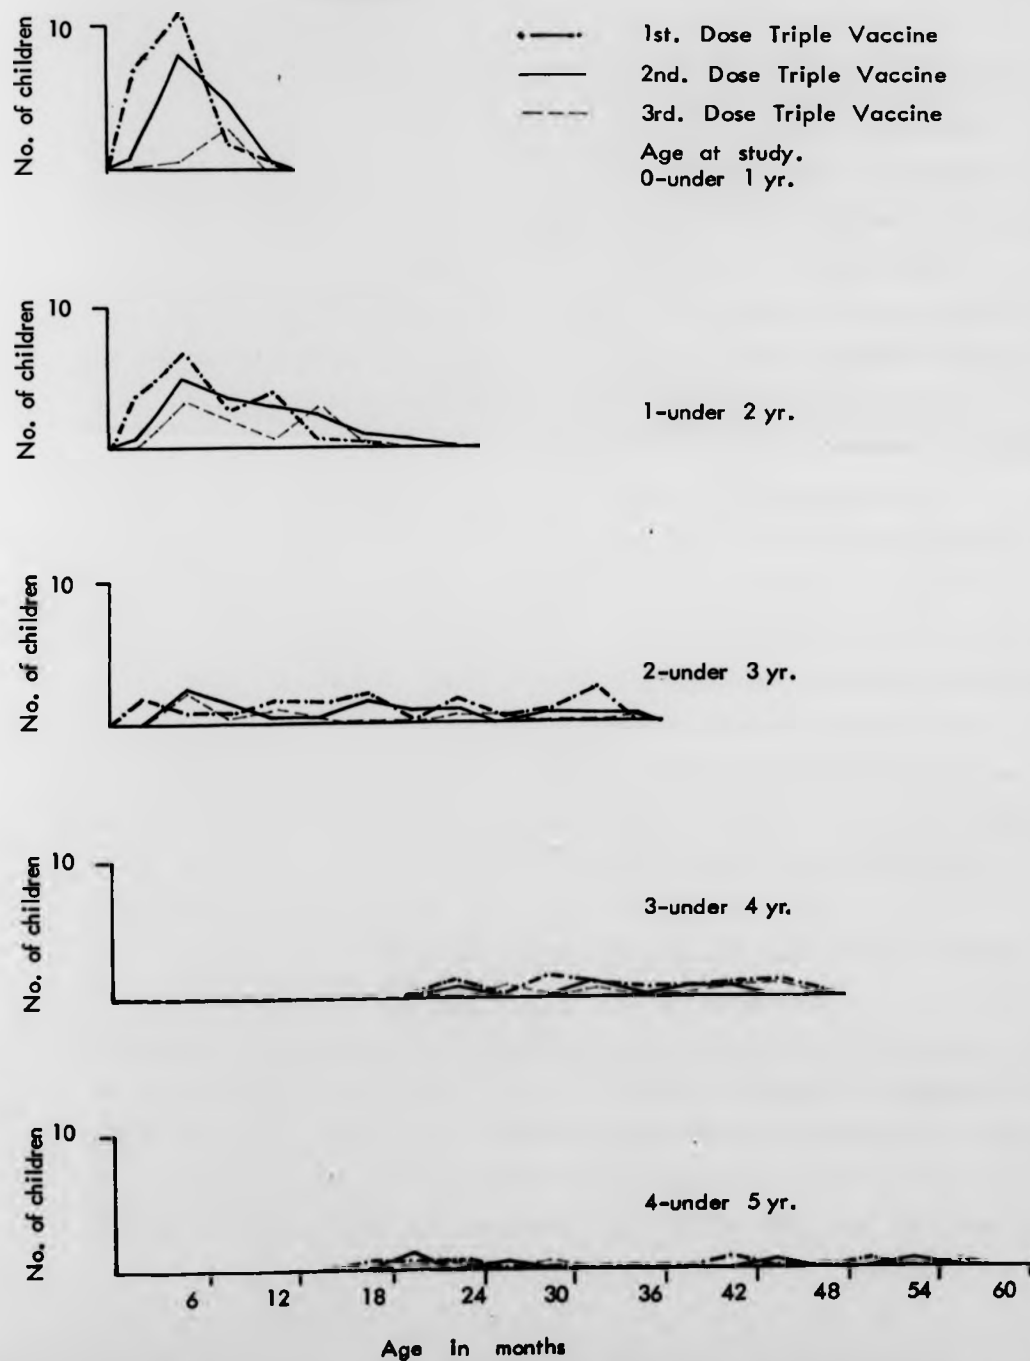 10
No. of children
1st. Dose Triple Vaccine
2nd. Dose Triple Vaccine
3rd. Dose Triple Vaccine
Age at study.
0-under 1 yr.
10
No. of children
1-under 2 yr.
10
No. of children
2-under 3 yr.
10
No. of children
3-under 4 yr.
10
No. of children
4-under 5 yr.
6 12 18 24 30 36 42 48 54 60
Age in months